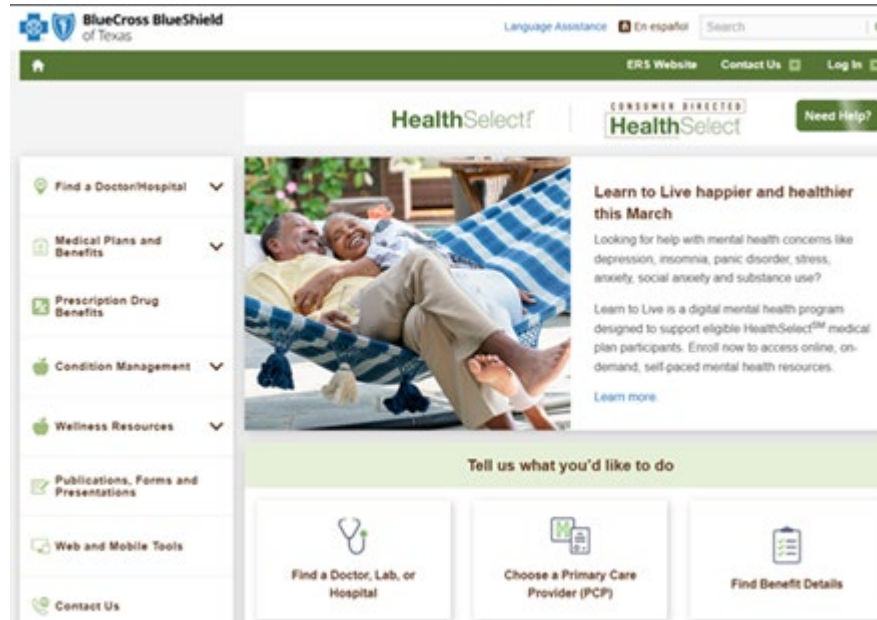 BlueCross BlueShield
of Texas
Language Assistance
En español
Search
ERS Website
Contact Us
Log In
HealthSelect
CONSUMER DIRECTED
HealthSelect
Need Help?
Find a Doctor/Hospital
Medical Plans and
Benefits
Prescription Drug
Benefits
Condition Management
Wellness Resources
Publications, Forms and
Presentations
Web and Mobile Tools
Contact Us
Learn to Live happier and healthier
this March
Looking for help with mental health concerns like
depression, insomnia, panic disorder, stress,
anxiety, social anxiety and substance use?
Learn to Live is a digital mental health program
designed to support eligible HealthSelect℠ medical
plan participants. Enroll now to access online, on-
demand, self-paced mental health resources.
Learn more.
Tell us what you'd like to do
Find a Doctor, Lab, or
Hospital
Choose a Primary Care
Provider (PCP)
Find Benefit Details